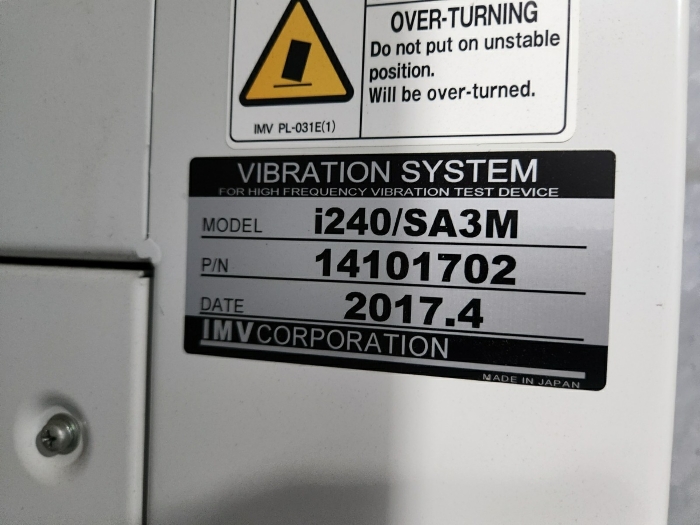 OVER-TURNING
Do not put on unstable
position.
Will be over-turned.
IMV PL-031E(1)
VIBRATION SYSTEM
FOR HIGH FREQUENCY VIBRATION TEST DEVICE
MODEL i240/SA3M
P/N 14101702
DATE 2017.4
IMV CORPORATION
MADE IN JAPAN